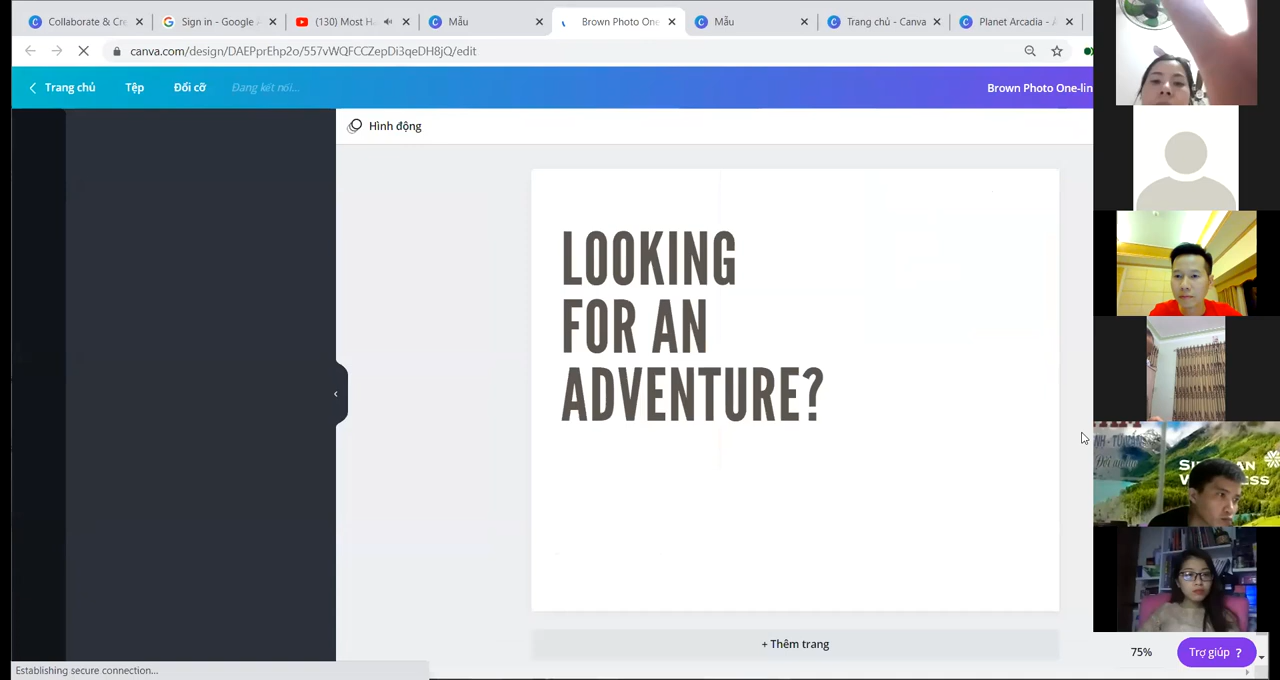 Collaborate & Cre
Sign in - Google
(130) Most H
Mẫu
Brown Photo One
Mẫu
Trang chủ - Canva
Planet Arcadia -
canva.com/design/DAEPprEhp2o/557vWQFCCZepDi3qeDH8jQ/edit
Trang chủ
Tệp
Đổi cỡ
Đang kết nối...
Brown Photo One-lin
Hình động
LOOKING
FOR AN
ADVENTURE?
+ Thêm trang
75%
Trợ giúp ?
Establishing secure connection...